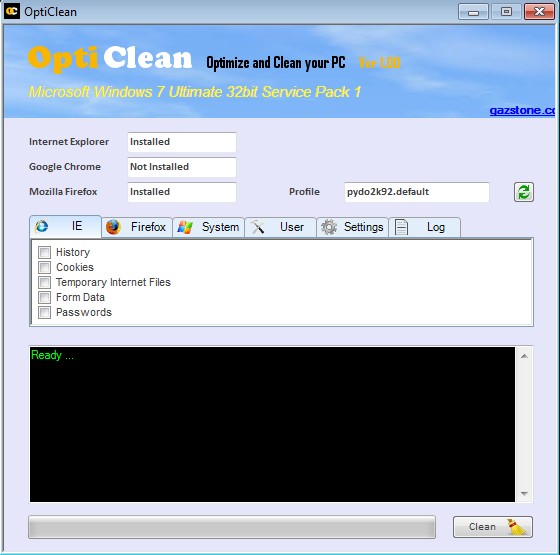 OptiClean
Opti Clean Optimize and Clean your PC Ver 1.00
Microsoft Windows 7 Ultimate 32bit Service Pack 1
gazstone.co
Internet Explorer Installed
Google Chrome Not Installed
Mozilla Firefox Installed Profile pydo2k92.default
IE Firefox System User Settings Log
History
Cookies
Temporary Internet Files
Form Data
Passwords
Ready ...
Clean